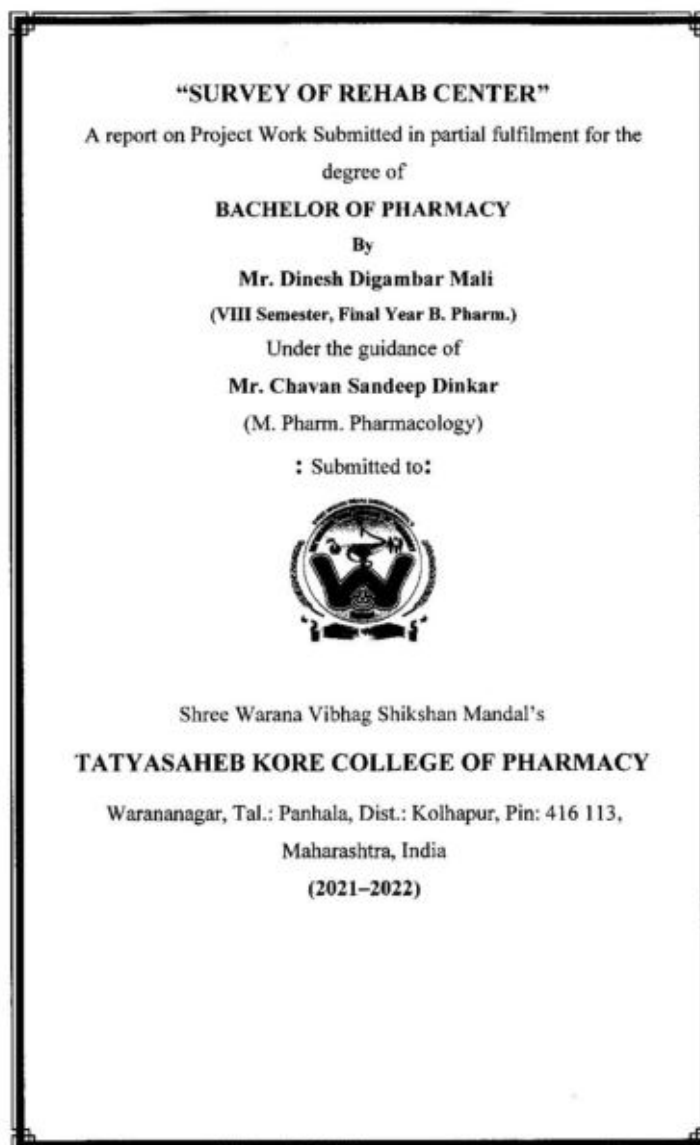 “SURVEY OF REHAB CENTER”
A report on Project Work Submitted in partial fulfilment for the
degree of
BACHELOR OF PHARMACY
By
Mr. Dinesh Digambar Mali
(VIII Semester, Final Year B. Pharm.)
Under the guidance of
Mr. Chavan Sandeep Dinkar
(M. Pharm. Pharmacology)
: Submitted to:
W
Shree Warana Vibhag Shikshan Mandal’s
TATYASAHEB KORE COLLEGE OF PHARMACY
Warananagar, Tal.: Panhala, Dist.: Kolhapur, Pin: 416 113,
Maharashtra, India
(2021–2022)